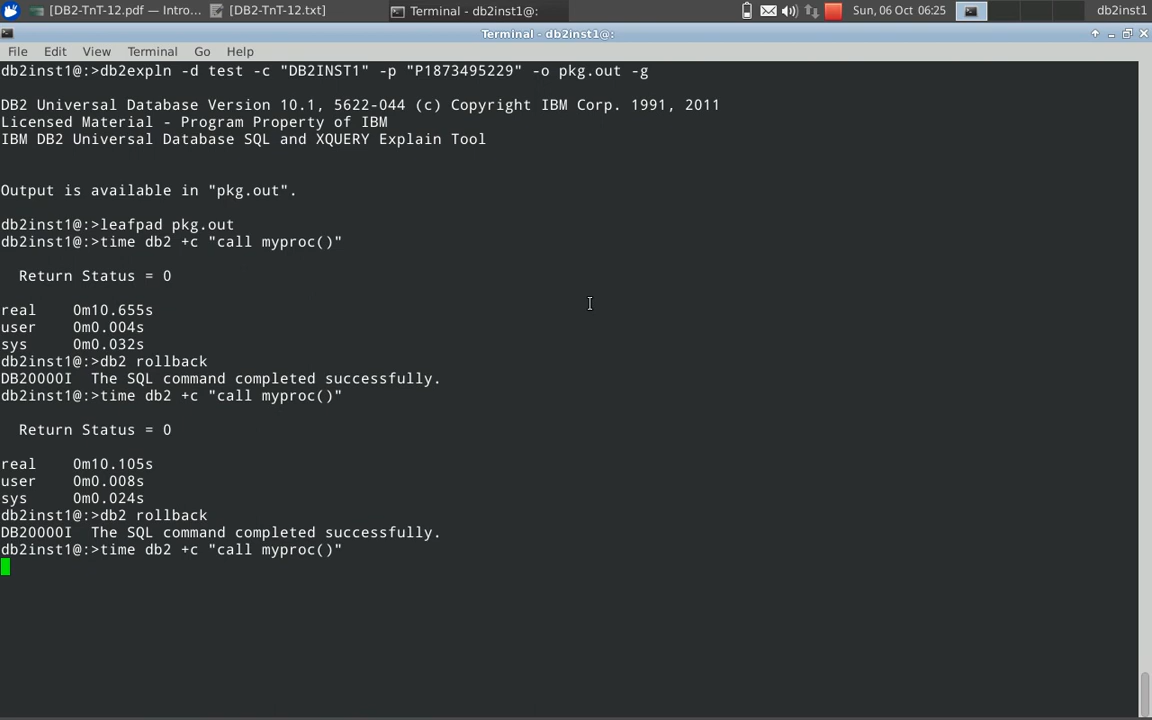 [DB2-TnT-12.pdf — Intro... [DB2-TnT-12.txt] Terminal - db2inst1@: Sun, 06 Oct 06:25 db2inst1
Terminal - db2inst1@:
File Edit View Terminal Go Help
db2inst1@:>db2expln -d test -c "DB2INST1" -p "P1873495229" -o pkg.out -g
DB2 Universal Database Version 10.1, 5622-044 (c) Copyright IBM Corp. 1991, 2011
Licensed Material - Program Property of IBM
IBM DB2 Universal Database SQL and XQUERY Explain Tool
Output is available in "pkg.out".
db2inst1@:>leafpad pkg.out
db2inst1@:>time db2 +c "call myproc()"
Return Status = 0
real 0m10.655s
user 0m0.004s
sys 0m0.032s
db2inst1@:>db2 rollback
DB20000I The SQL command completed successfully.
db2inst1@:>time db2 +c "call myproc()"
Return Status = 0
real 0m10.105s
user 0m0.008s
sys 0m0.024s
db2inst1@:>db2 rollback
DB20000I The SQL command completed successfully.
db2inst1@:>time db2 +c "call myproc()"